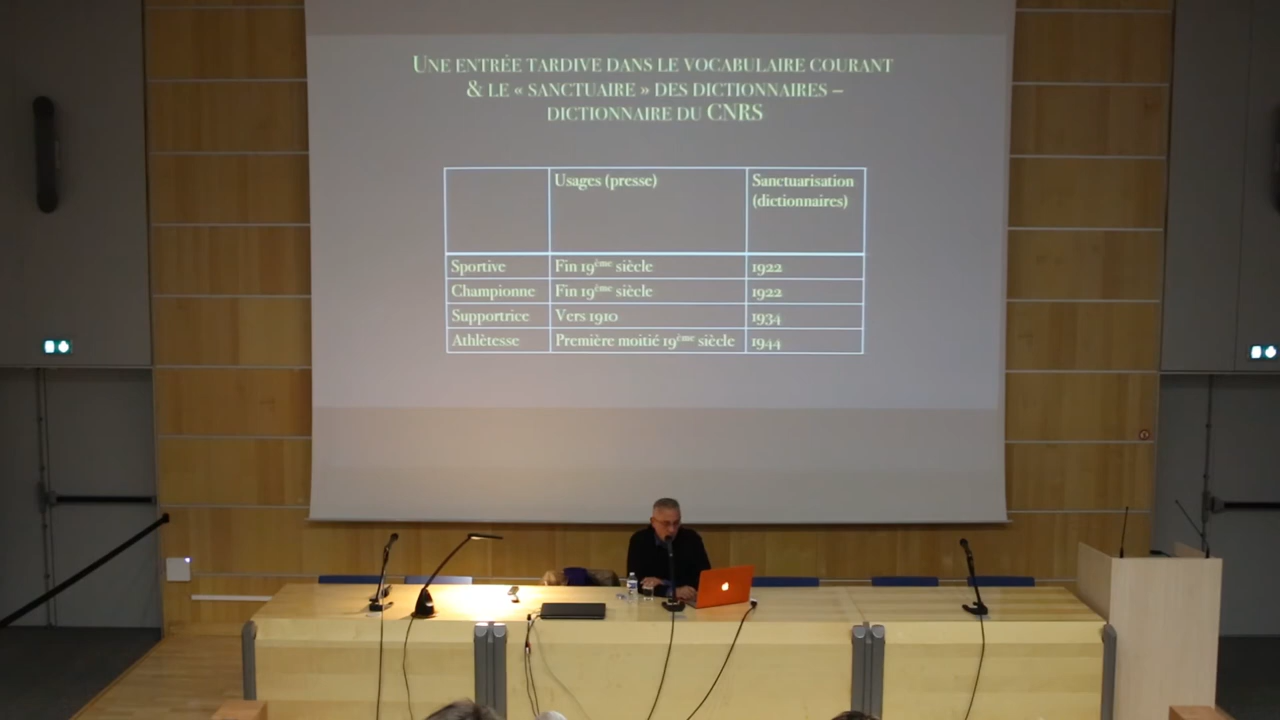 UNE ENTRÉE TARDIVE DANS LE VOCABULAIRE COURANT
& LE « SANCTUAIRE » DES DICTIONNAIRES –
DICTIONNAIRE DU CNRS
Usages (presse) Sanctuarisation
(dictionnaires)
Sportive Fin 19ème siècle 1922
Championne Fin 19ème siècle 1922
Supportrice Vers 1910 1934
Athlètesse Première moitié 19ème siècle 1944